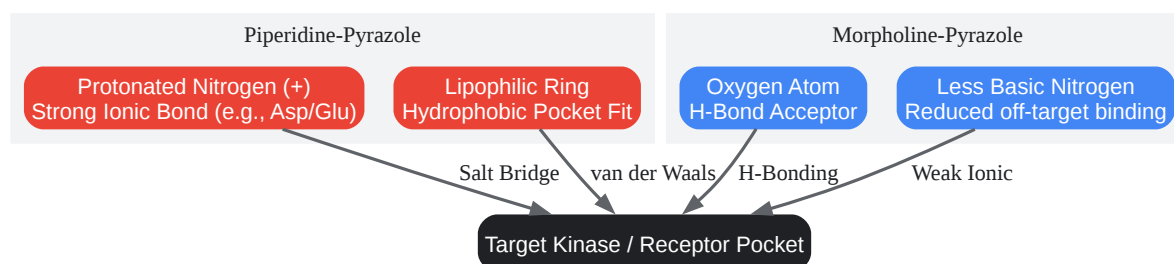 Piperidine-Pyrazole
Morpholine-Pyrazole
Protonated Nitrogen (+)
Strong Ionic Bond (e.g., Asp/Glu)
Lipophilic Ring
Hydrophobic Pocket Fit
Oxygen Atom
H-Bond Acceptor
Less Basic Nitrogen
Reduced off-target binding
Salt Bridge
van der Waals
H-Bonding
Weak Ionic
Target Kinase / Receptor Pocket